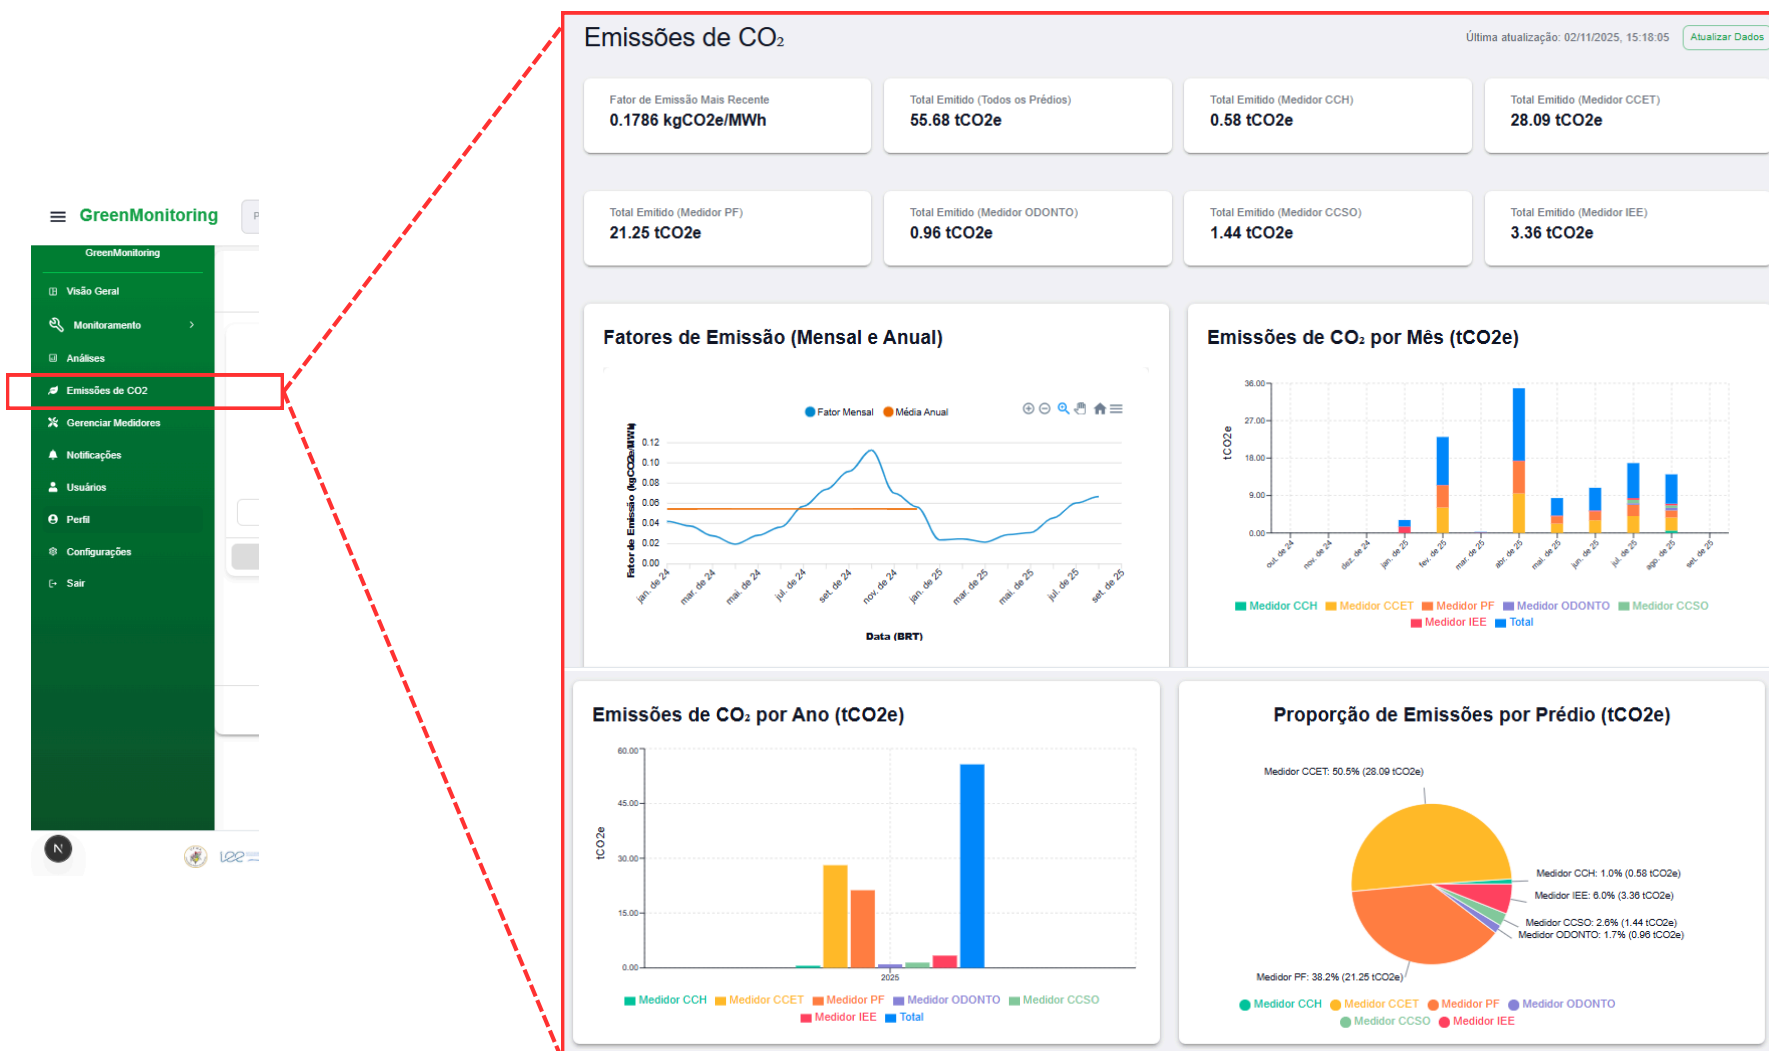 GreenMonitoring
P
GreenMonitoring
Visão Geral
Monitoramento
Análises
Emissões de CO2
Gerenciar Medidores
Notificações
Usuários
Perfil
Configurações
Sair
N
Emissões de CO₂
Última atualização: 02/11/2025, 15:18:05
Atualizar Dados
Fator de Emissão Mais Recente
0.1786 kgCO2e/MWh
Total Emitido (Todos os Prédios)
55.68 tCO2e
Total Emitido (Medidor CCH)
0.58 tCO2e
Total Emitido (Medidor CCET)
28.09 tCO2e
Total Emitido (Medidor PF)
21.25 tCO2e
Total Emitido (Medidor ODONTO)
0.96 tCO2e
Total Emitido (Medidor CCSO)
1.44 tCO2e
Total Emitido (Medidor IEE)
3.36 tCO2e
Fatores de Emissão (Mensal e Anual)
Fator Mensal
Média Anual
Fator de Emissão (kgCO2e/MWh)
0.12
0.10
0.08
0.06
0.04
0.02
0.00
jan. de 24
mar. de 24
mai. de 24
jul. de 24
set. de 24
nov. de 24
jan. de 25
mar. de 25
mai. de 25
jul. de 25
set. de 25
Data (BRT)
Emissões de CO₂ por Mês (tCO2e)
tCO2e
36.00
27.00
18.00
9.00
0.00
out. de 24
nov. de 24
dez. de 24
jan. de 25
fev. de 25
mar. de 25
abr. de 25
mai. de 25
jun. de 25
jul. de 25
ago. de 25
set. de 25
Medidor CCH
Medidor CCET
Medidor PF
Medidor ODONTO
Medidor CCSO
Medidor IEE
Total
Emissões de CO₂ por Ano (tCO2e)
tCO2e
60.00
45.00
30.00
15.00
0.00
2025
Medidor CCH
Medidor CCET
Medidor PF
Medidor ODONTO
Medidor CCSO
Medidor IEE
Total
Proporção de Emissões por Prédio (tCO2e)
Medidor CCET: 50.5% (28.09 tCO2e)
Medidor CCH: 1.0% (0.58 tCO2e)
Medidor IEE: 6.0% (3.36 tCO2e)
Medidor CCSO: 2.6% (1.44 tCO2e)
Medidor ODONTO: 1.7% (0.96 tCO2e)
Medidor PF: 38.2% (21.25 tCO2e)
Medidor CCH
Medidor CCET
Medidor PF
Medidor ODONTO
Medidor CCSO
Medidor IEE